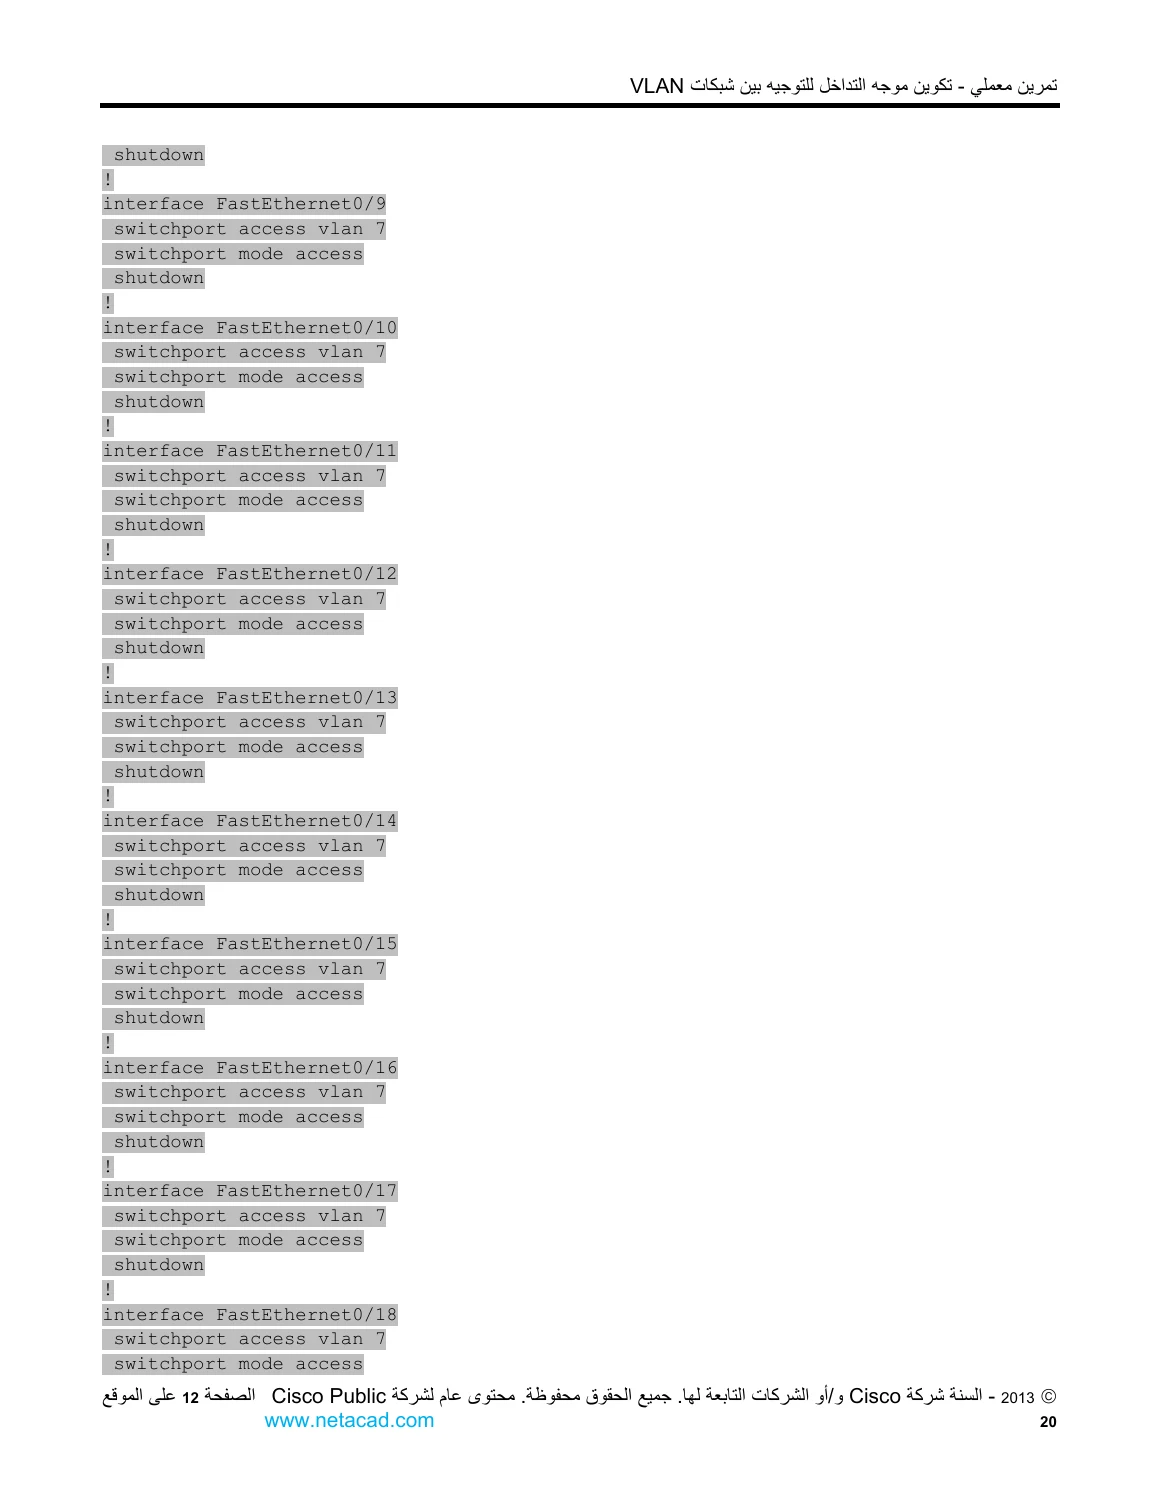 تمرين معملي - تكوين موجه التداخل للتوجيه بين شبكات VLAN
 shutdown
!
interface FastEthernet0/9
 switchport access vlan 7
 switchport mode access
 shutdown
!
interface FastEthernet0/10
 switchport access vlan 7
 switchport mode access
 shutdown
!
interface FastEthernet0/11
 switchport access vlan 7
 switchport mode access
 shutdown
!
interface FastEthernet0/12
 switchport access vlan 7
 switchport mode access
 shutdown
!
interface FastEthernet0/13
 switchport access vlan 7
 switchport mode access
 shutdown
!
interface FastEthernet0/14
 switchport access vlan 7
 switchport mode access
 shutdown
!
interface FastEthernet0/15
 switchport access vlan 7
 switchport mode access
 shutdown
!
interface FastEthernet0/16
 switchport access vlan 7
 switchport mode access
 shutdown
!
interface FastEthernet0/17
 switchport access vlan 7
 switchport mode access
 shutdown
!
interface FastEthernet0/18
 switchport access vlan 7
 switchport mode access
© 2013 - السنة شركة Cisco و/أو الشركات التابعة لها. جميع الحقوق محفوظة. محتوى عام لشركة Cisco Public الصفحة 12 على الموقع
20 www.netacad.com